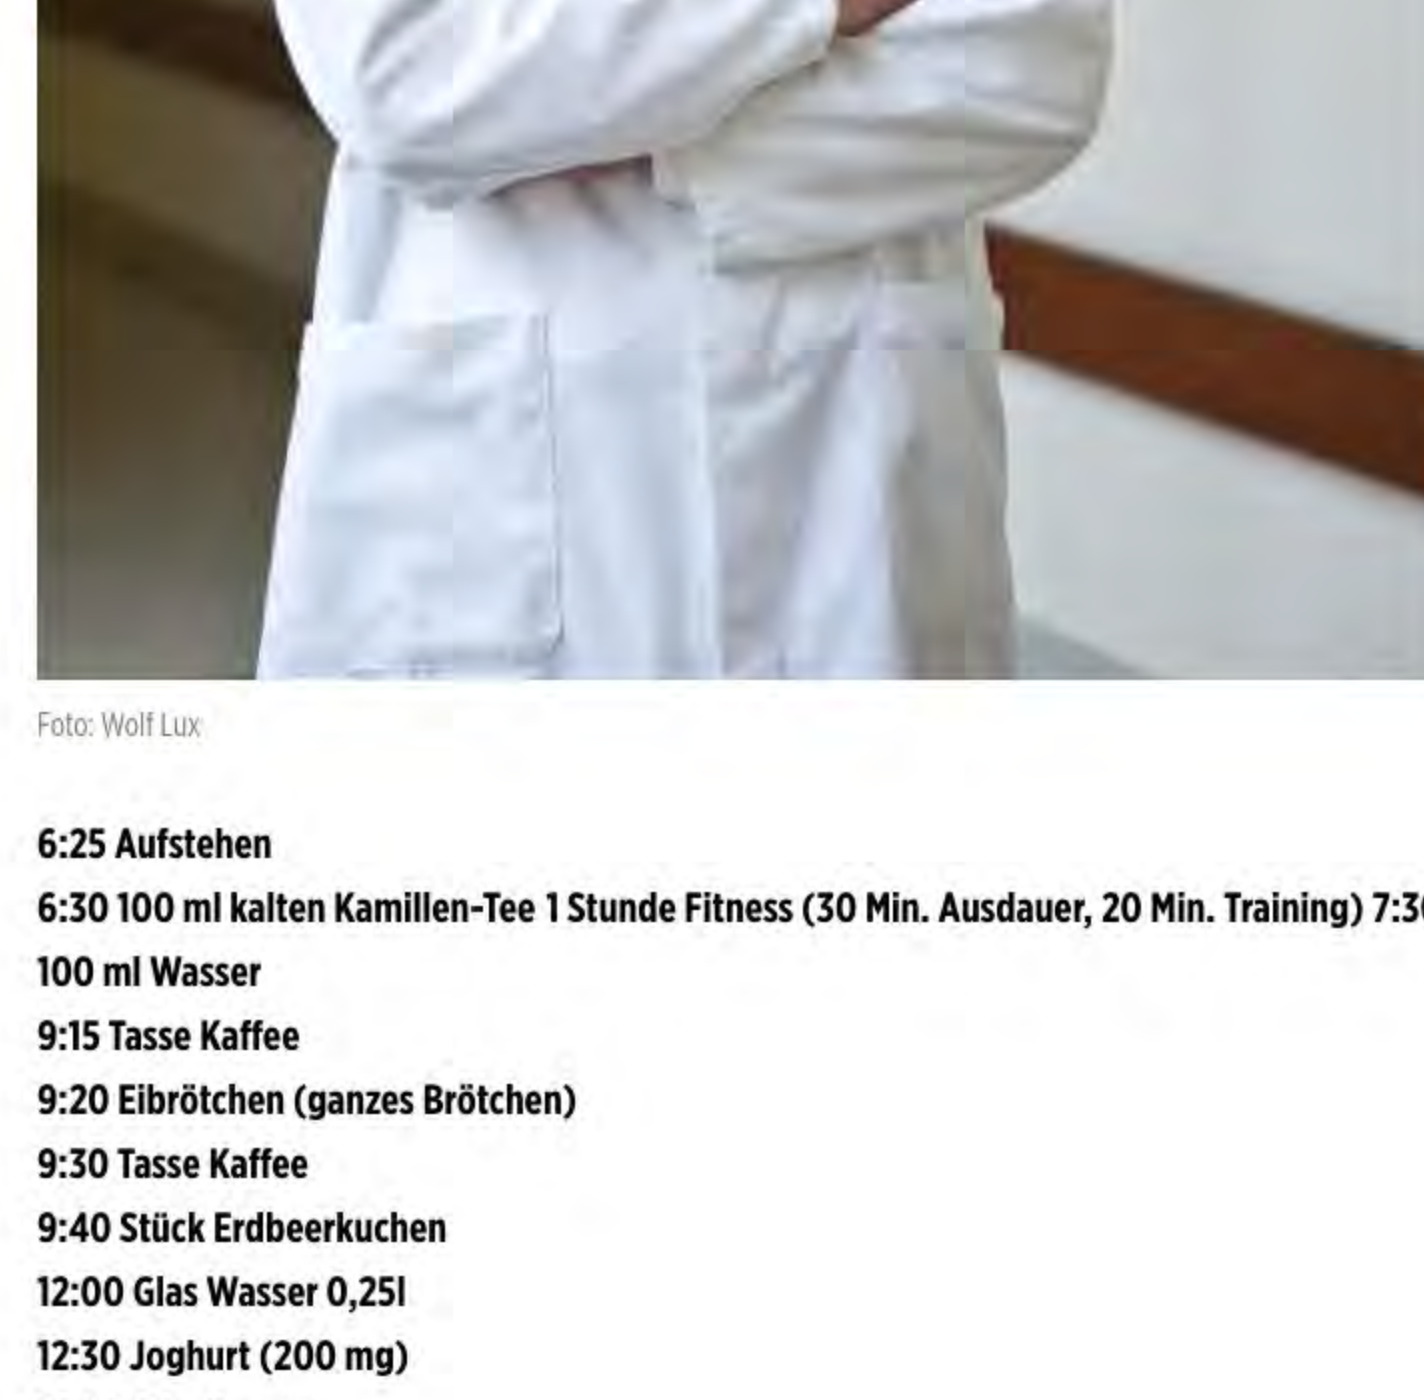 Foto: Wolf Lux
6:25 Aufstehen
6:30 100 ml kalten Kamillen-Tee 1 Stunde Fitness (30 Min. Ausdauer, 20 Min. Training)
100 ml Wasser
9:15 Tasse Kaffee
9:20 Eibrötchen (ganzes Brötchen)
9:30 Tasse Kaffee
9:40 Stück Erdbeerkuchen
12:00 Glas Wasser 0,25l
12:30 Joghurt (200 mg)